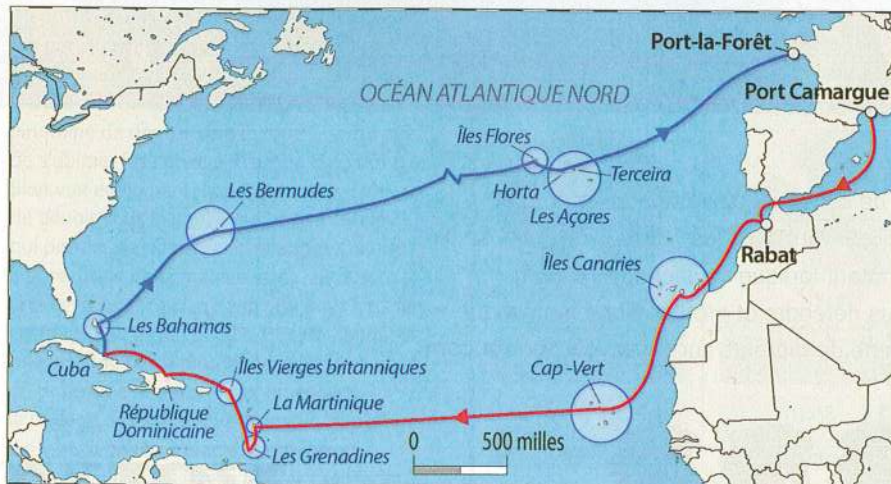 Port-la-Forêt
OCÉAN ATLANTIQUE NORD
Port Camargue
Îles Flores
Terceira
Horta
Les Açores
Les Bermudes
Rabat
Îles Canaries
Les Bahamas
Cuba
Îles Vierges britanniques
Cap -Vert
République
Dominicaine
La Martinique
Les Grenadines
0 500 milles